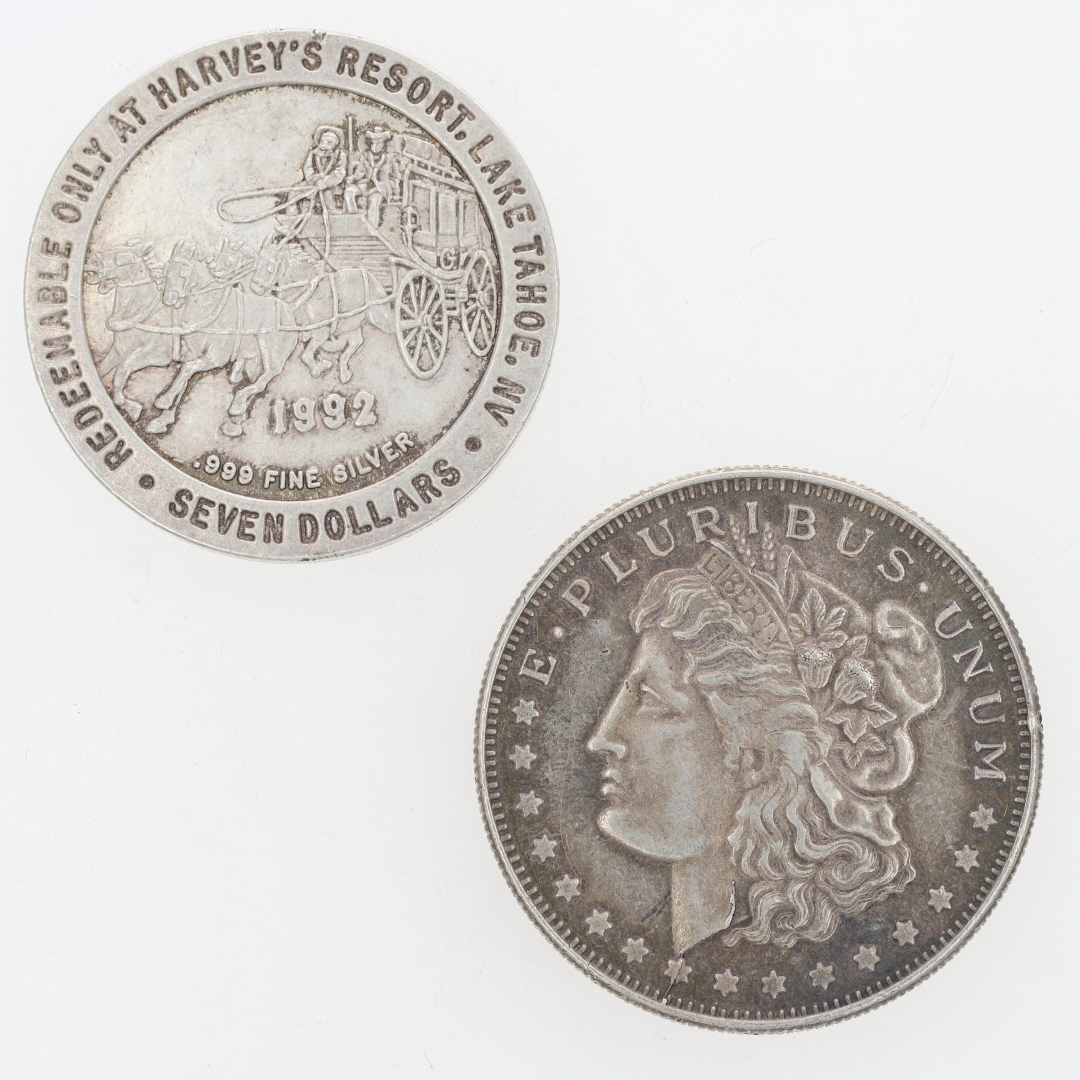 REDEEMABLE ONLY AT HARVEY'S RESORT, LAKE TAHOE, NV
G
1992
.999 FINE SILVER
• SEVEN DOLLARS •
E · PLURIBUS · UNUM
LIBERTY